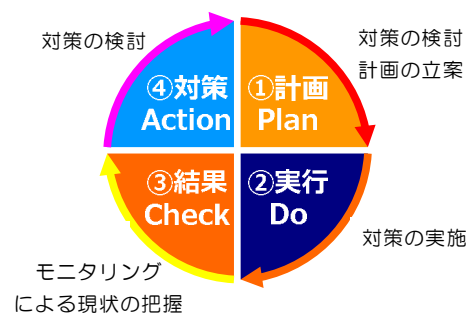 対策の検討
対策の検討
計画の立案
④対策
Action
①計画
Plan
③結果
Check
②実行
Do
対策の実施
モニタリング
による現状の把握